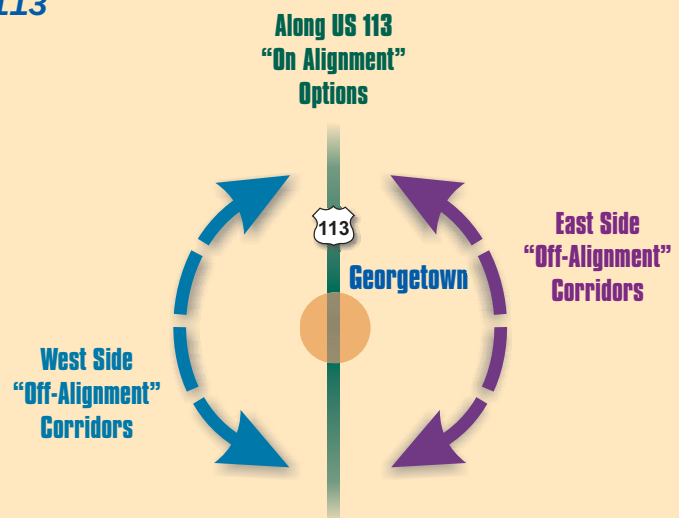 113
Along US 113
“On Alignment”
Options
113
Georgetown
East Side
“Off-Alignment”
Corridors
West Side
“Off-Alignment”
Corridors